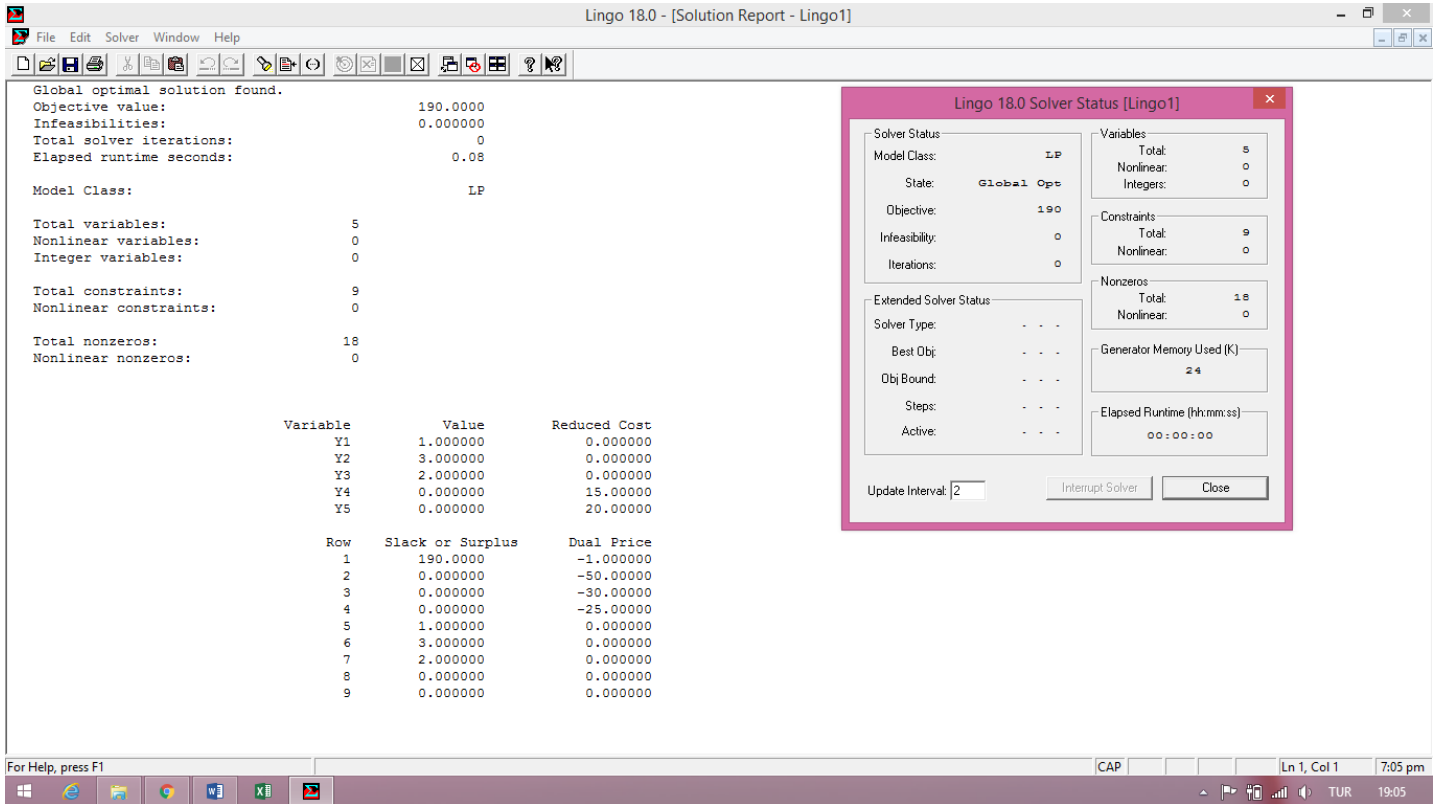 Lingo 18.0 - [Solution Report - Lingo1]
File Edit Solver Window Help
Global optimal solution found.
Objective value: 190.0000
Infeasibilities: 0.000000
Total solver iterations: 0
Elapsed runtime seconds: 0.08
Model Class: LP
Total variables: 5
Nonlinear variables: 0
Integer variables: 0
Total constraints: 9
Nonlinear constraints: 0
Total nonzeros: 18
Nonlinear nonzeros: 0
Variable Value Reduced Cost
Y1 1.000000 0.000000
Y2 3.000000 0.000000
Y3 2.000000 0.000000
Y4 0.000000 15.00000
Y5 0.000000 20.00000
Row Slack or Surplus Dual Price
1 190.0000 -1.000000
2 0.000000 -50.00000
3 0.000000 -30.00000
4 0.000000 -25.00000
5 1.000000 0.000000
6 3.000000 0.000000
7 2.000000 0.000000
8 0.000000 0.000000
9 0.000000 0.000000
Lingo 18.0 Solver Status [Lingo1]
Solver Status
Model Class: LP
State: Global Opt
Objective: 190
Infeasibility: 0
Iterations: 0
Extended Solver Status
Solver Type: . . .
Best Obj: . . .
Obj Bound: . . .
Steps: . . .
Active: . . .
Variables
Total: 5
Nonlinear: 0
Integers: 0
Constraints
Total: 9
Nonlinear: 0
Nonzeros
Total: 18
Nonlinear: 0
Generator Memory Used (K)
24
Elapsed Runtime (hh:mm:ss)
00:00:00
Update Interval: 2 Interrupt Solver Close
For Help, press F1 CAP Ln 1, Col 1 7:05 pm
TUR 19:05